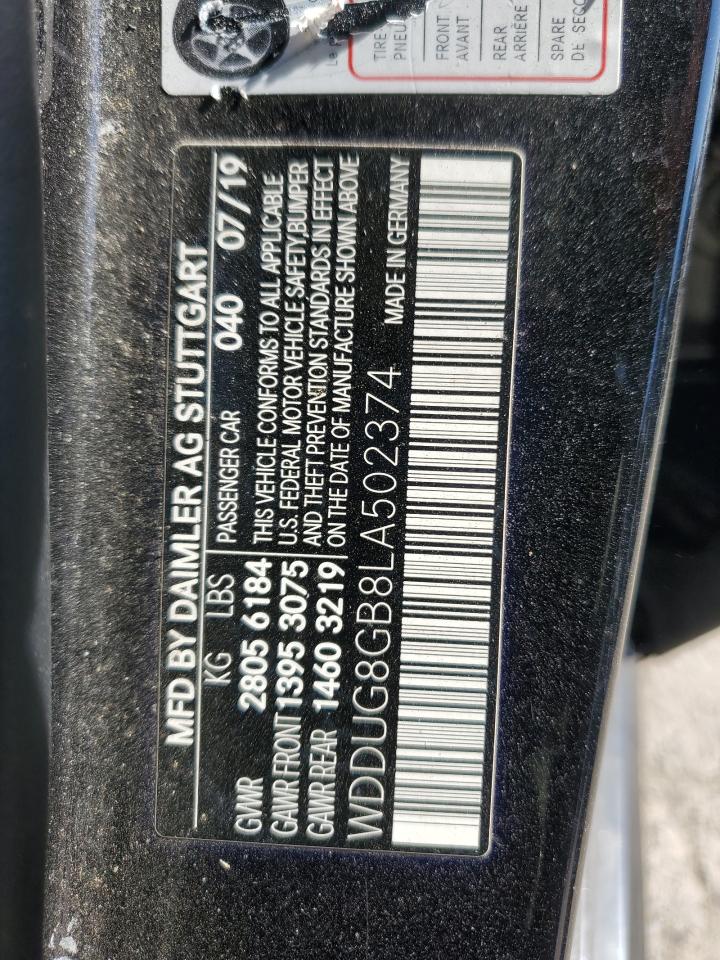 TIRE
PNEU
FRONT
AVANT
REAR
ARRIÈRE
SPARE
DE SECO
MFD BY DAIMLER AG STUTTGART
KG LBS PASSENGER CAR 040 07/19
GVWR 2805 6184
GAWR FRONT 1395 3075
GAWR REAR 1460 3219
THIS VEHICLE CONFORMS TO ALL APPLICABLE
U.S. FEDERAL MOTOR VEHICLE SAFETY, BUMPER
AND THEFT PREVENTION STANDARDS IN EFFECT
ON THE DATE OF MANUFACTURE SHOWN ABOVE
WDDUG8GB8LA502374 MADE IN GERMANY